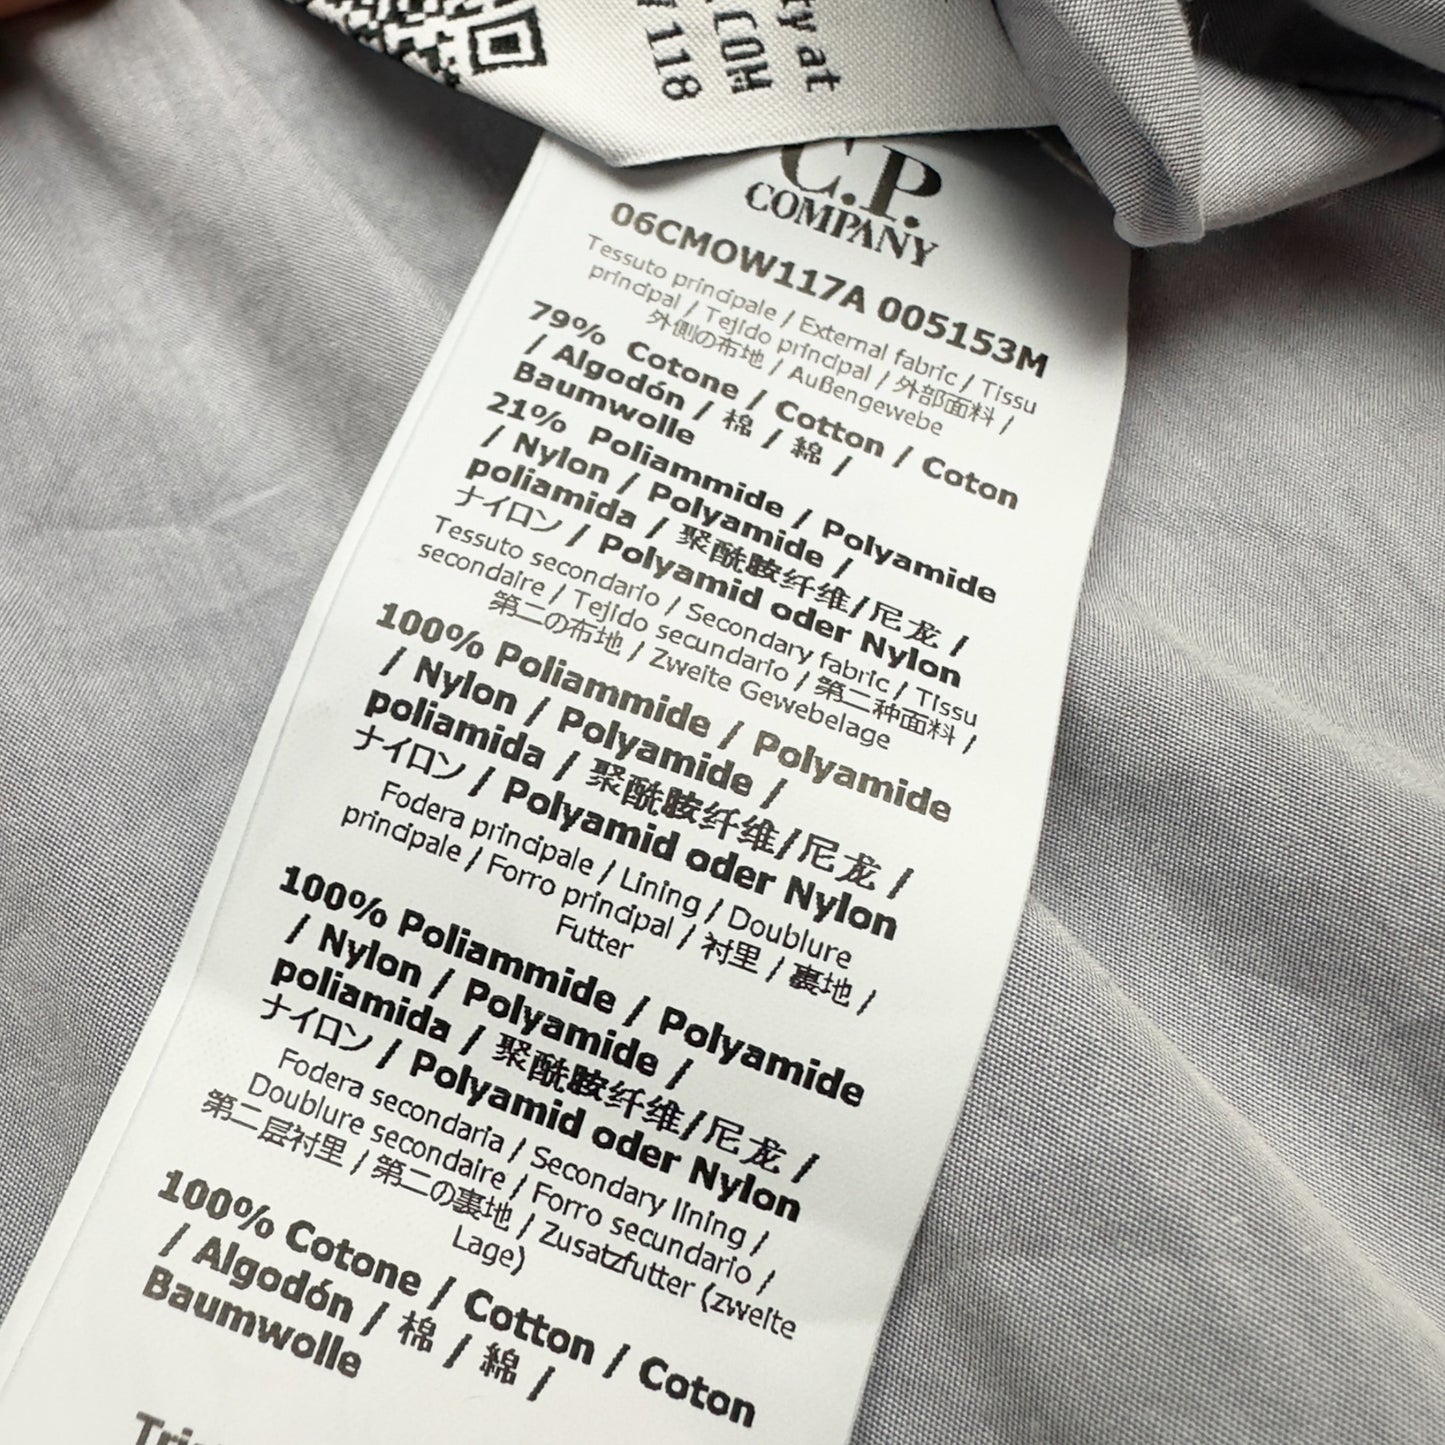 ty at
118
C.P.
COMPANY
06CMOW117A 005153M
Tessuto principale / External fabric / Tissu
principal / Tejido principal / 外部面料 /
外側の布地 / Außengewebe
79% Cotone / Cotton / Coton
/ Algodón / 棉 / 綿 /
Baumwolle
21% Poliammide / Polyamide
/ Nylon / Polyamide /
poliamida / 聚酰胺纤维/尼龙 /
ナイロン / Polyamid oder Nylon
Tessuto secondario / Secondary fabric / Tissu
secondaire / Tejido secundario / 第二种面料 /
第二の布地 / Zweite Gewebelage
100% Poliammide / Polyamide
/ Nylon / Polyamide /
poliamida / 聚酰胺纤维/尼龙 /
ナイロン / Polyamid oder Nylon
Fodera principale / Lining / Doublure
principale / Forro principal / 衬里 / 裏地 /
Futter
100% Poliammide / Polyamide
/ Nylon / Polyamide /
poliamida / 聚酰胺纤维/尼龙 /
ナイロン / Polyamid oder Nylon
Fodera secondaria / Secondary lining /
Doublure secondaire / Forro secundario /
第二层衬里 / 第二の裏地 / Zusatzfutter (zweite
Lage)
100% Cotone / Cotton / Coton
/ Algodón / 棉 / 綿 /
Baumwolle